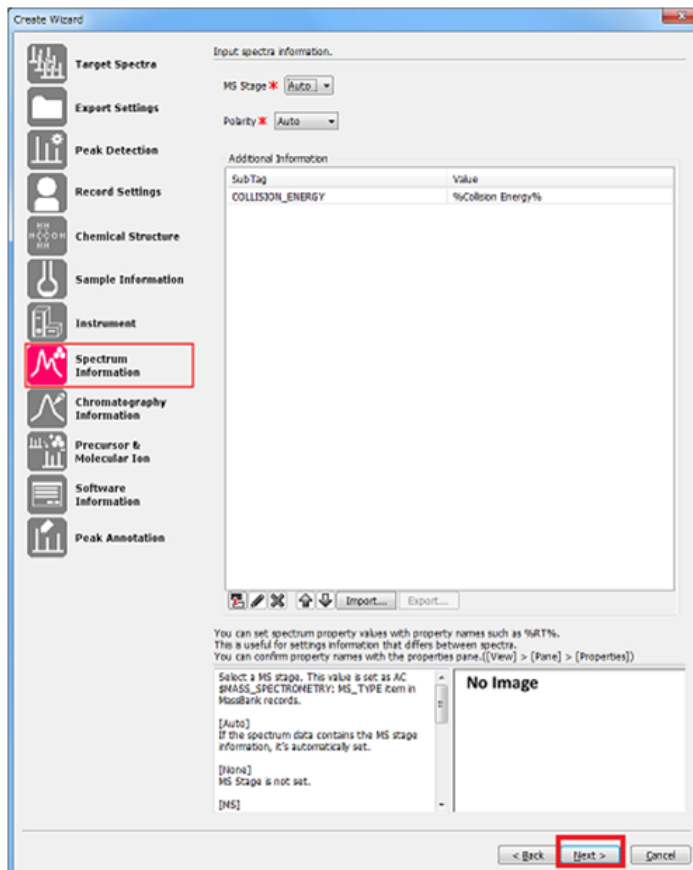 Create Wizard
Target Spectra
Export Settings
Peak Detection
Record Settings
Chemical Structure
Sample Information
Instrument
Spectrum
Information
Chromatography
Information
Precursor &
Molecular Ion
Software
Information
Peak Annotation
Input spectra information.
MS Stage * Auto
Polarity * Auto
Additional Information
SubTag Value
COLLISION_ENERGY %Collision Energy%
Import... Export...
You can set spectrum property values with property names such as %RT%.
This is useful for settings information that differs between spectra.
You can confirm property names with the properties pane.([View] > [Pane] > [Properties])
Select a MS stage. This value is set as AC
$MASS_SPECTROMETRY: MS_TYPE item in
MassBank records.
[Auto]
If the spectrum data contains the MS stage
information, it's automatically set.
[None]
MS Stage is not set.
[MS]
No Image
< Back Next > Cancel